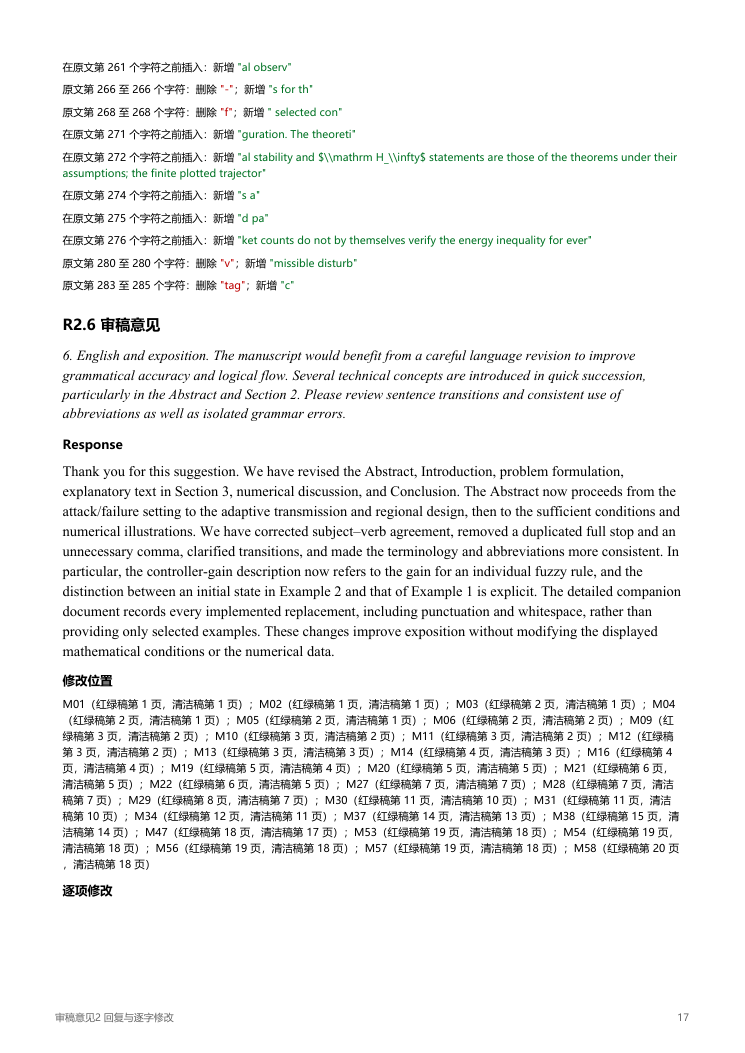 在原文第 261 个字符之前插入：新增 "al observ"
原文第 266 至 266 个字符：删除 "-"；新增 "s for th"
原文第 268 至 268 个字符：删除 "f"；新增 " selected con"
在原文第 271 个字符之前插入：新增 "guration. The theoreti"
在原文第 272 个字符之前插入：新增 "al stability and $\\mathrm H_\\infty$ statements are those of the theorems under their
assumptions; the finite plotted trajector"
在原文第 274 个字符之前插入：新增 "s a"
在原文第 275 个字符之前插入：新增 "d pa"
在原文第 276 个字符之前插入：新增 "ket counts do not by themselves verify the energy inequality for ever"
原文第 280 至 280 个字符：删除 "v"；新增 "missible disturb"
原文第 283 至 285 个字符：删除 "tag"；新增 "c"
R2.6 审稿意见
6. English and exposition. The manuscript would benefit from a careful language revision to improve
grammatical accuracy and logical flow. Several technical concepts are introduced in quick succession,
particularly in the Abstract and Section 2. Please review sentence transitions and consistent use of
abbreviations as well as isolated grammar errors.
Response
Thank you for this suggestion. We have revised the Abstract, Introduction, problem formulation,
explanatory text in Section 3, numerical discussion, and Conclusion. The Abstract now proceeds from the
attack/failure setting to the adaptive transmission and regional design, then to the sufficient conditions and
numerical illustrations. We have corrected subject–verb agreement, removed a duplicated full stop and an
unnecessary comma, clarified transitions, and made the terminology and abbreviations more consistent. In
particular, the controller-gain description now refers to the gain for an individual fuzzy rule, and the
distinction between an initial state in Example 2 and that of Example 1 is explicit. The detailed companion
document records every implemented replacement, including punctuation and whitespace, rather than
providing only selected examples. These changes improve exposition without modifying the displayed
mathematical conditions or the numerical data.
修改位置
M01（红绿稿第 1 页，清洁稿第 1 页）；M02（红绿稿第 1 页，清洁稿第 1 页）；M03（红绿稿第 2 页，清洁稿第 1 页）；M04
（红绿稿第 2 页，清洁稿第 1 页）；M05（红绿稿第 2 页，清洁稿第 1 页）；M06（红绿稿第 2 页，清洁稿第 2 页）；M09（红
绿稿第 3 页，清洁稿第 2 页）；M10（红绿稿第 3 页，清洁稿第 2 页）；M11（红绿稿第 3 页，清洁稿第 2 页）；M12（红绿稿
第 3 页，清洁稿第 2 页）；M13（红绿稿第 3 页，清洁稿第 3 页）；M14（红绿稿第 4 页，清洁稿第 3 页）；M16（红绿稿第 4
页，清洁稿第 4 页）；M19（红绿稿第 5 页，清洁稿第 4 页）；M20（红绿稿第 5 页，清洁稿第 5 页）；M21（红绿稿第 6 页，
清洁稿第 5 页）；M22（红绿稿第 6 页，清洁稿第 5 页）；M27（红绿稿第 7 页，清洁稿第 7 页）；M28（红绿稿第 7 页，清洁
稿第 7 页）；M29（红绿稿第 8 页，清洁稿第 7 页）；M30（红绿稿第 11 页，清洁稿第 10 页）；M31（红绿稿第 11 页，清洁
稿第 10 页）；M34（红绿稿第 12 页，清洁稿第 11 页）；M37（红绿稿第 14 页，清洁稿第 13 页）；M38（红绿稿第 15 页，清
洁稿第 14 页）；M47（红绿稿第 18 页，清洁稿第 17 页）；M53（红绿稿第 19 页，清洁稿第 18 页）；M54（红绿稿第 19 页，
清洁稿第 18 页）；M56（红绿稿第 19 页，清洁稿第 18 页）；M57（红绿稿第 19 页，清洁稿第 18 页）；M58（红绿稿第 20 页
，清洁稿第 18 页）
逐项修改
审稿意见2 回复与逐字修改
17